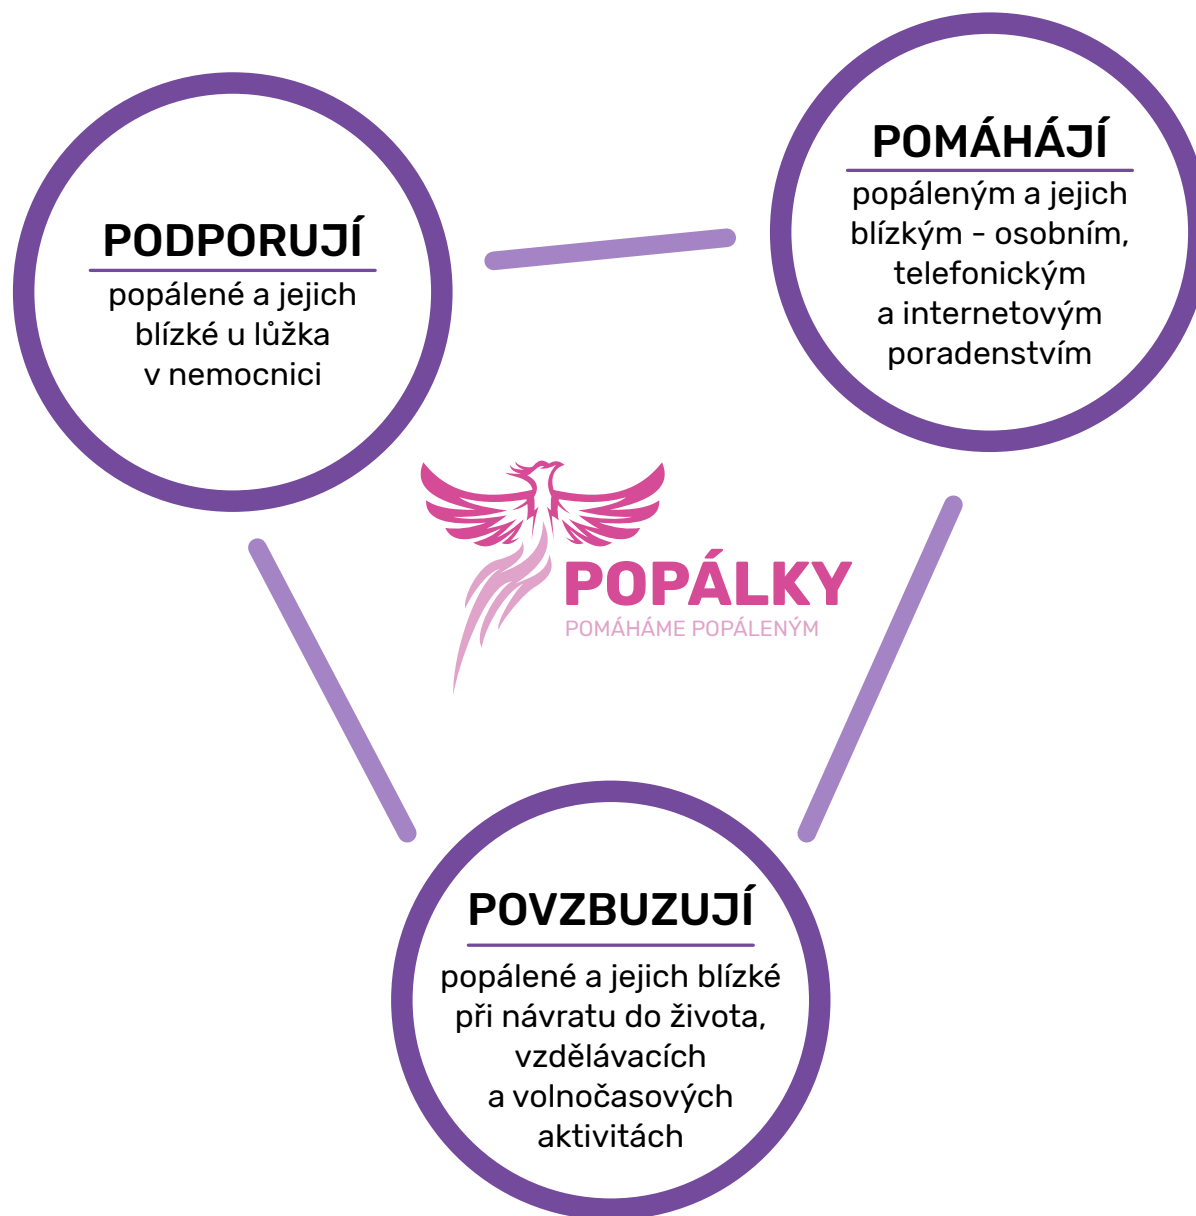 PODPORUJÍ
popálené a jejich
blízké u lůžka
v nemocnici
POMÁHÁJÍ
popáleným a jejich
blízkým - osobním,
telefonickým
a internetovým
poradenstvím
POPÁLKY
POMÁHÁME POPÁLENÝM
POVZBUZUJÍ
popálené a jejich blízké
při návratu do života,
vzdělávacích
a volnočasových
aktivitách